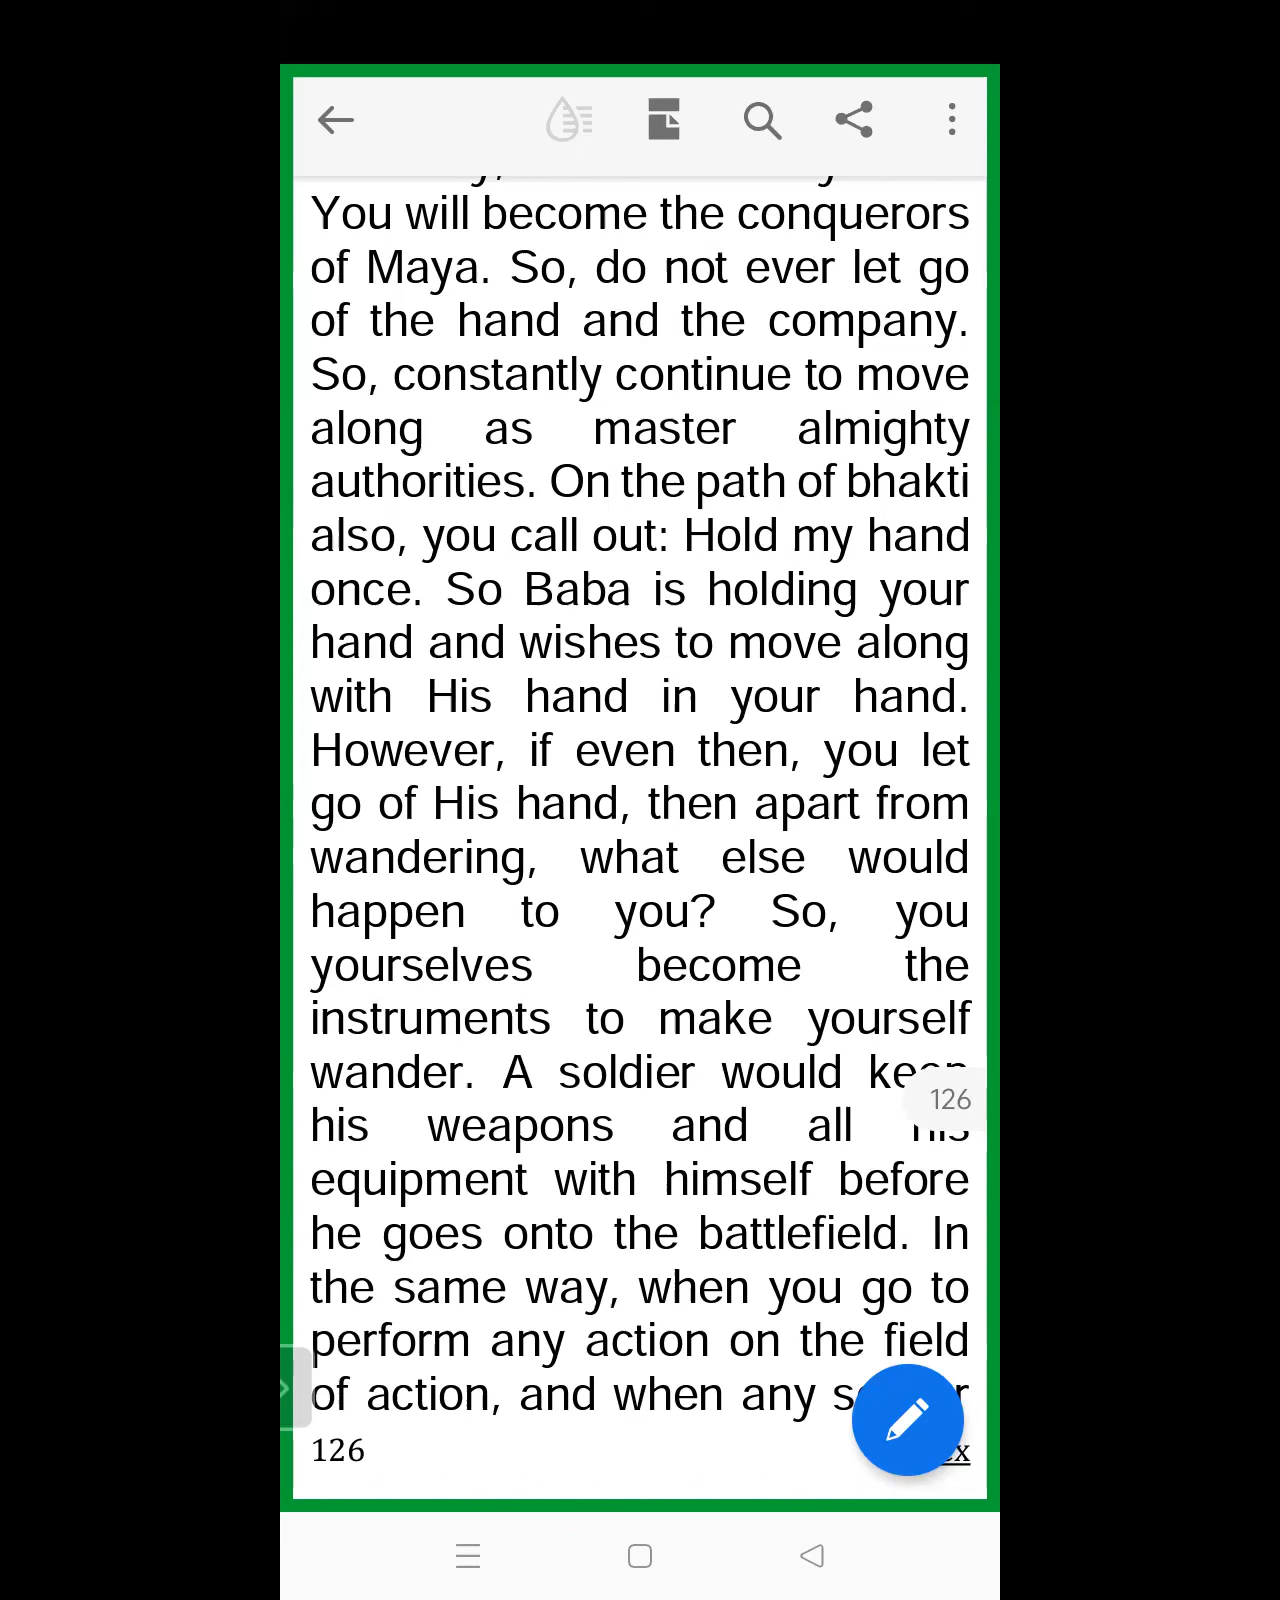 You will become the conquerors
of Maya. So, do not ever let go
of the hand and the company.
So, constantly continue to move
along as master almighty
authorities. On the path of bhakti
also, you call out: Hold my hand
once. So Baba is holding your
hand and wishes to move along
with His hand in your hand.
However, if even then, you let
go of His hand, then apart from
wandering, what else would
happen to you? So, you
yourselves become the
instruments to make yourself
wander. A soldier would keep
126
his weapons and all his
equipment with himself before
he goes onto the battlefield. In
the same way, when you go to
perform any action on the field
of action, and when any
126